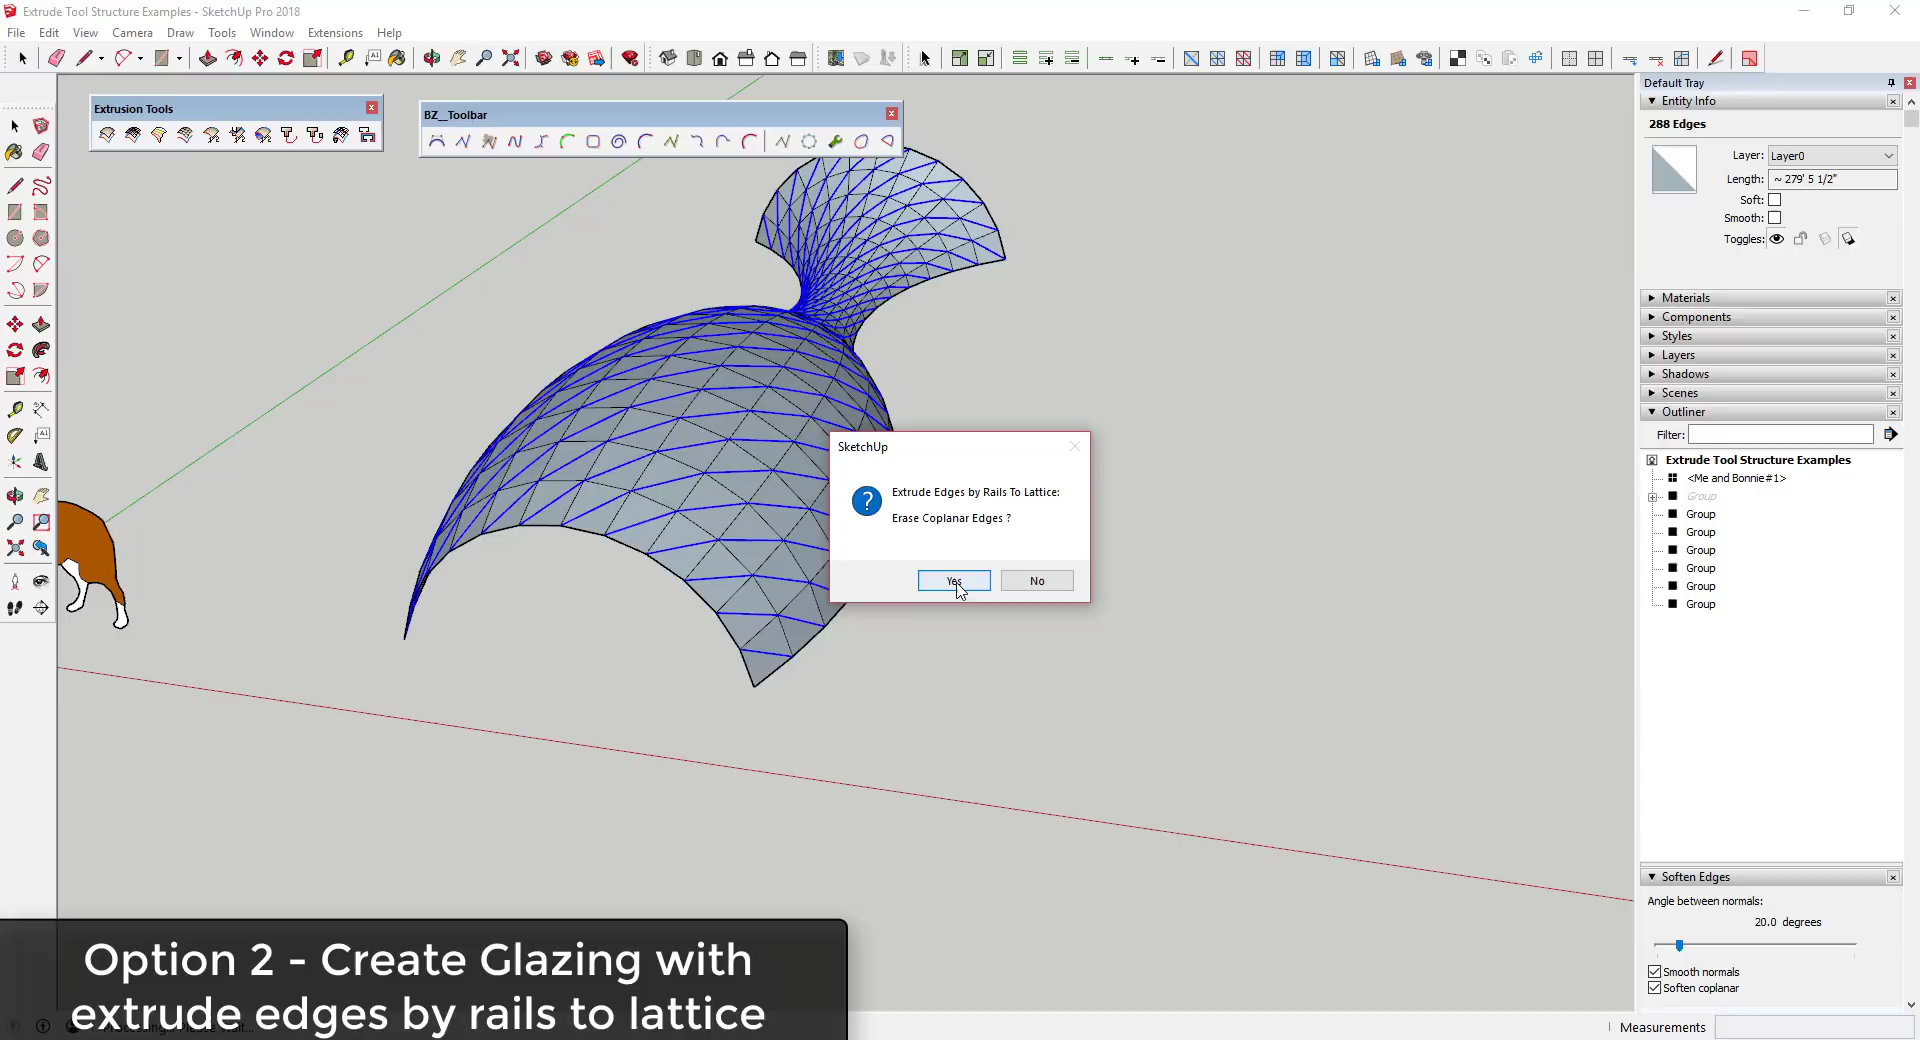 Extrude Tool Structure Examples - SketchUp Pro 2018
File Edit View Camera Draw Tools Window Extensions Help
Extrusion Tools
BZ__Toolbar
Default Tray
Entity Info
288 Edges
Layer: Layer0
Length: ~ 279' 5 1/2"
Soft:
Smooth:
Toggles:
Materials
Components
Styles
Layers
Shadows
Scenes
Outliner
Filter:
Extrude Tool Structure Examples
<Me and Bonnie#1>
Group
Group
Group
Group
Group
Group
Group
SketchUp
Extrude Edges by Rails To Lattice:
Erase Coplanar Edges ?
Yes No
Soften Edges
Angle between normals:
20.0 degrees
Smooth normals
Soften coplanar
Option 2 - Create Glazing with
extrude edges by rails to lattice
Measurements